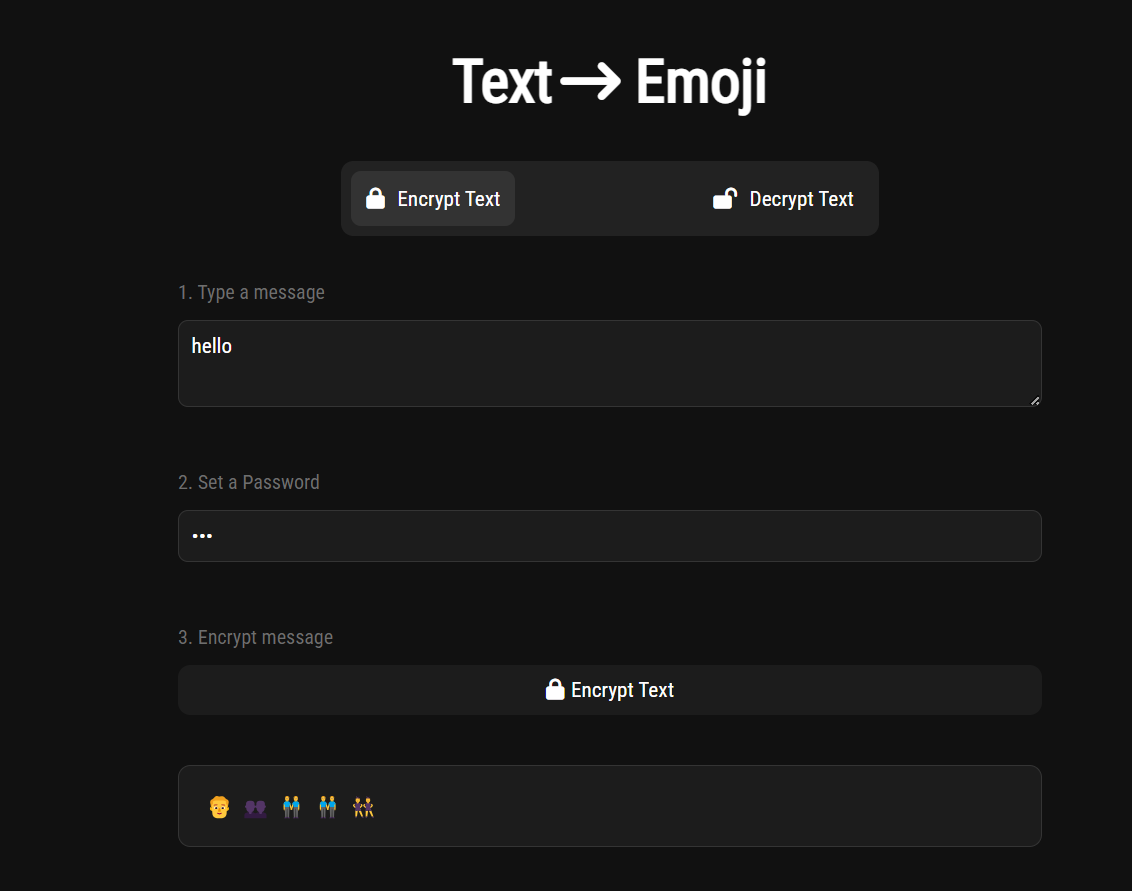 Text → Emoji
Encrypt Text
Decrypt Text
1. Type a message
hello
2. Set a Password
•••
3. Encrypt message
Encrypt Text
👱 👥 👬 👬 👯